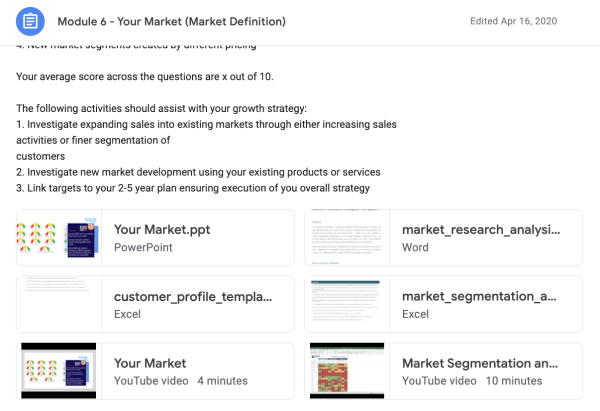 Module 6 - Your Market (Market Definition)
Edited Apr 16, 2020
4. New market segments created by different pricing
Your average score across the questions are x out of 10.
The following activities should assist with your growth strategy:
1. Investigate expanding sales into existing markets through either increasing sales
activities or finer segmentation of
customers
2. Investigate new market development using your existing products or services
3. Link targets to your 2-5 year plan ensuring execution of you overall strategy
Your Market.ppt
PowerPoint
market_research_analysi...
Word
customer_profile_templa...
Excel
market_segmentation_a...
Excel
Your Market
YouTube video 4 minutes
Market Segmentation an...
YouTube video 10 minutes